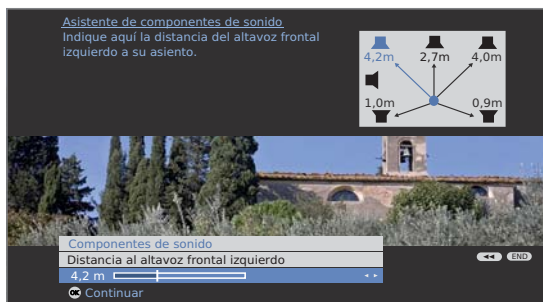 Asistente de componentes de sonido
Indique aquí la distancia del altavoz frontal
izquierdo a su asiento.
4,2m 2,7m 4,0m
1,0m 0,9m
Componentes de sonido
Distancia al altavoz frontal izquierdo
4,2 m
END
OK Continuar